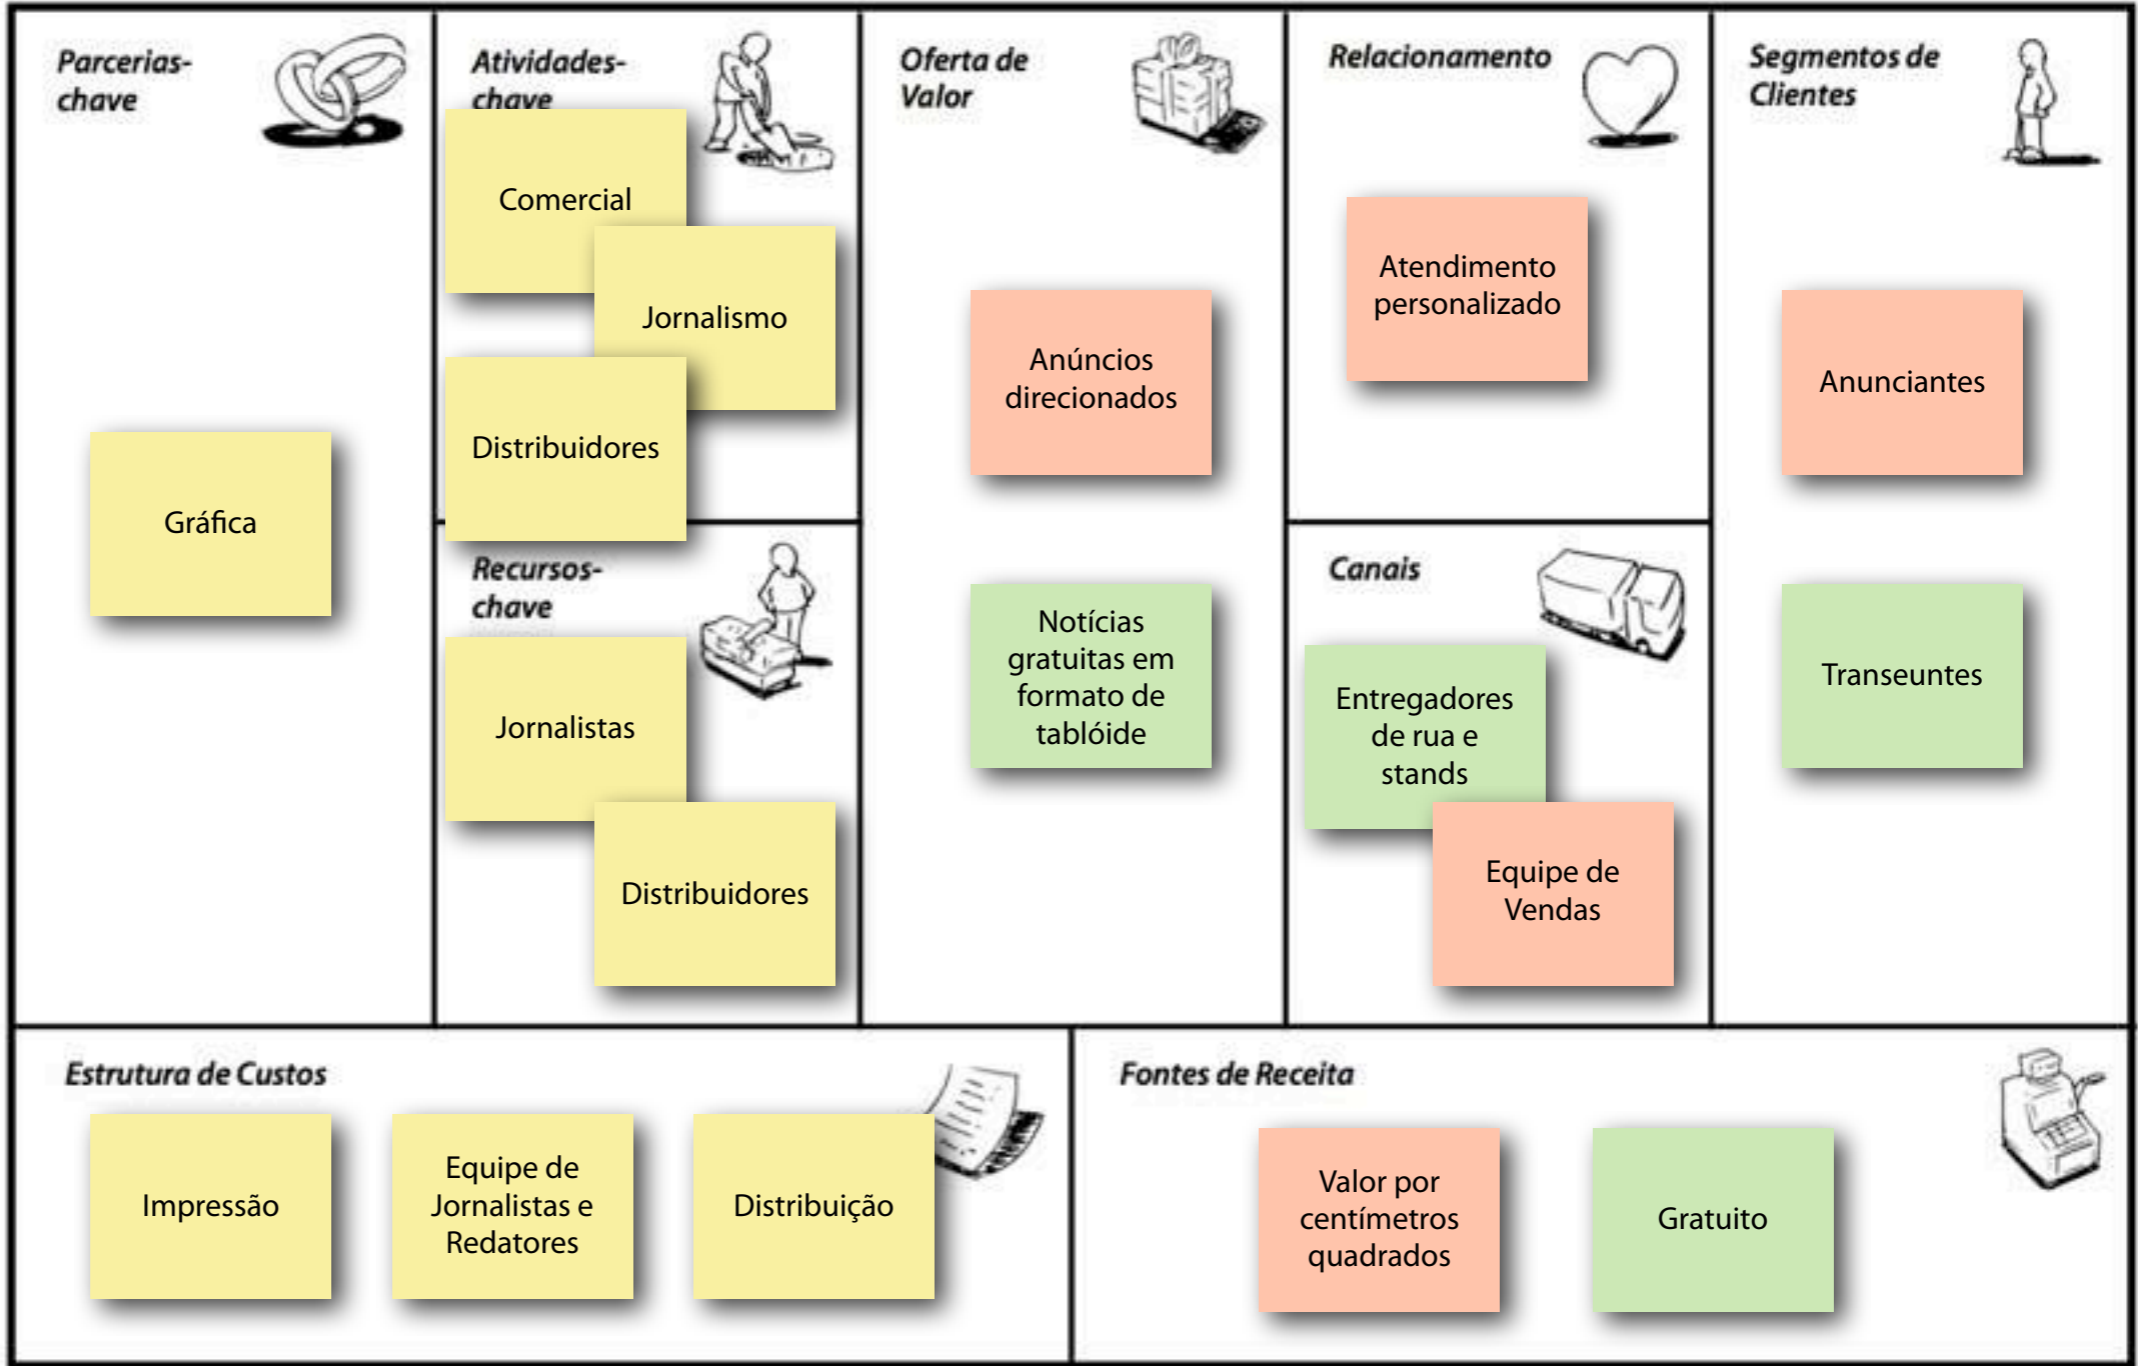 Parcerias-
chave
Gráfica
Atividades-
chave
Comercial
Jornalismo
Distribuidores
Recursos-
chave
Jornalistas
Distribuidores
Oferta de
Valor
Anúncios
direcionados
Notícias
gratuitas em
formato de
tablóide
Relacionamento
Atendimento
personalizado
Canais
Entregadores
de rua e
stands
Equipe de
Vendas
Segmentos de
Clientes
Anunciantes
Transeuntes
Estrutura de Custos
Impressão
Equipe de
Jornalistas e
Redatores
Distribuição
Fontes de Receita
Valor por
centímetros
quadrados
Gratuito